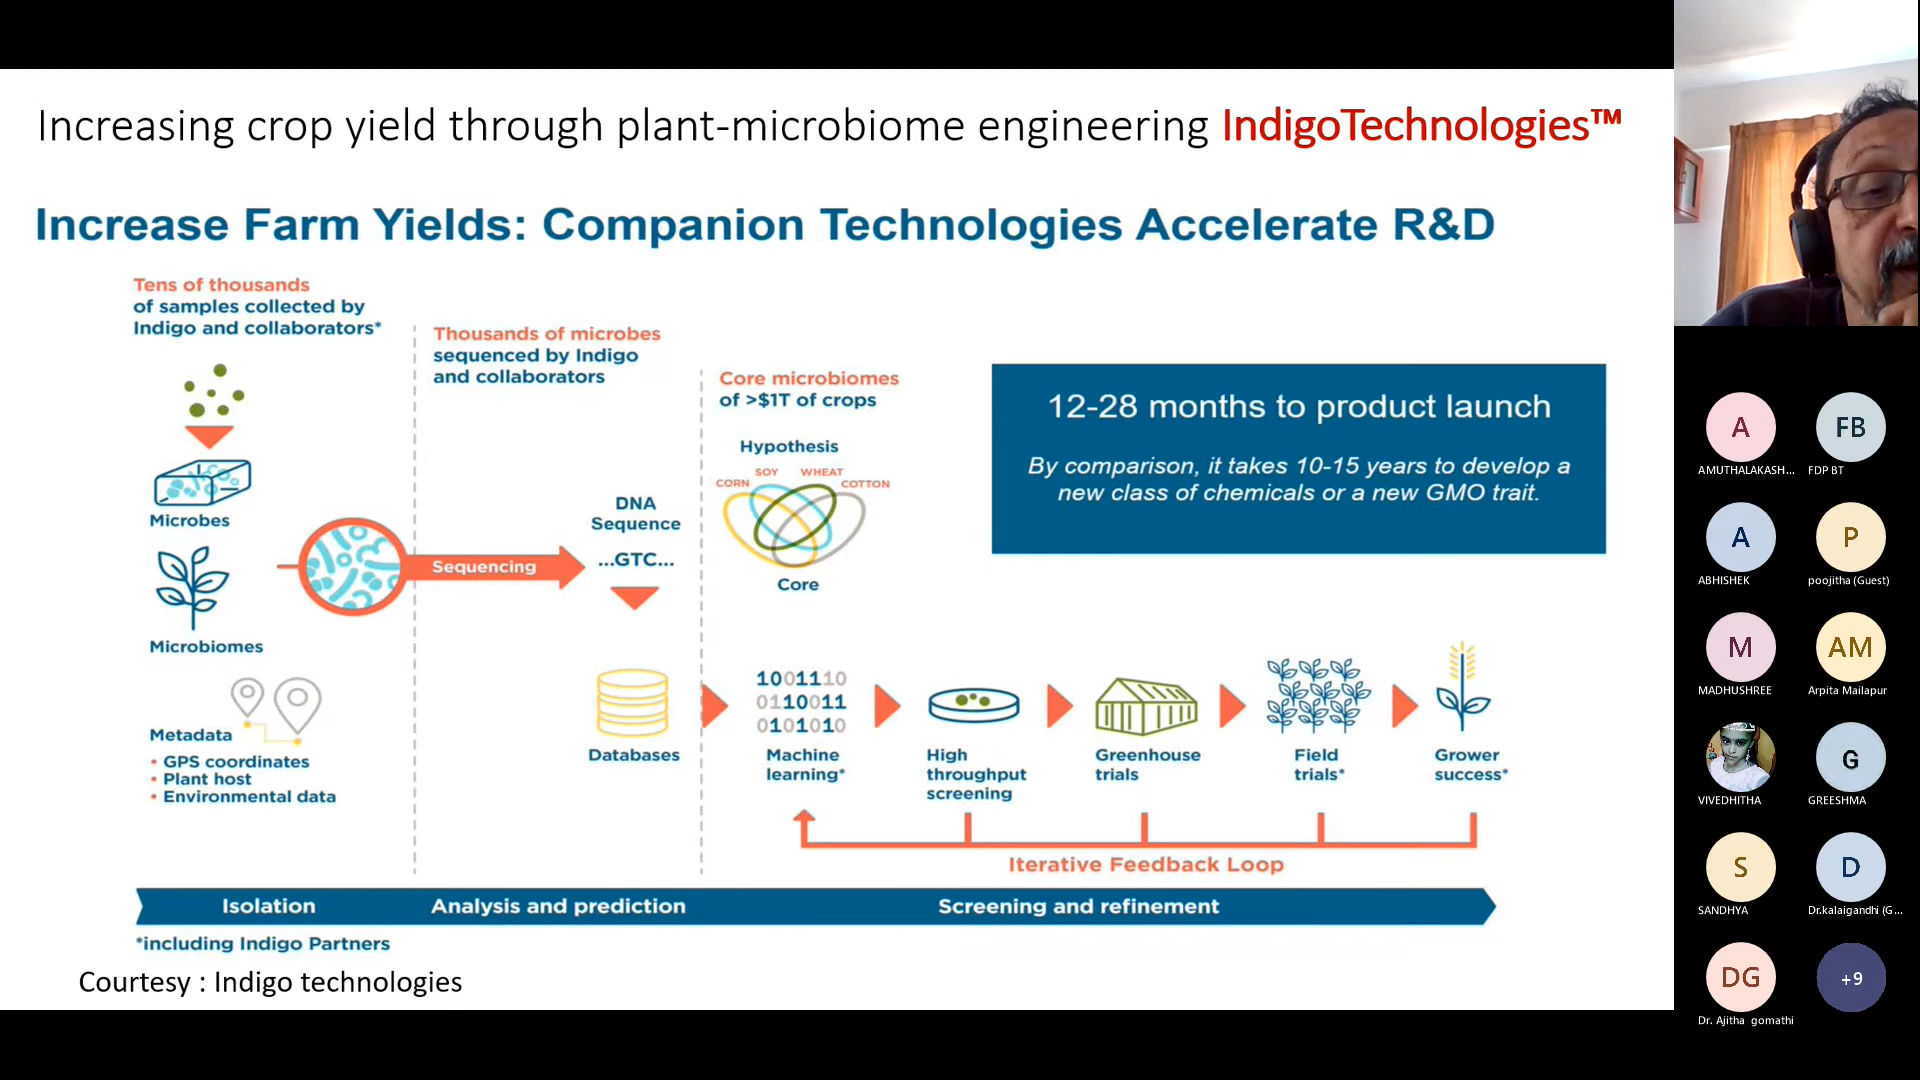 Increasing crop yield through plant-microbiome engineering IndigoTechnologies™
Increase Farm Yields: Companion Technologies Accelerate R&D
Tens of thousands
of samples collected by
Indigo and collaborators*
Thousands of microbes
sequenced by Indigo
and collaborators
Core microbiomes
of >$1T of crops
Hypothesis
CORN
SOY
WHEAT
COTTON
Core
12-28 months to product launch
By comparison, it takes 10-15 years to develop a
new class of chemicals or a new GMO trait.
Microbes
Microbiomes
Sequencing
DNA
Sequence
...GTC...
Metadata
• GPS coordinates
• Plant host
• Environmental data
Databases
1001110
0110011
0101010
Machine
learning*
High
throughput
screening
Greenhouse
trials
Field
trials*
Grower
success*
Iterative Feedback Loop
Isolation
Analysis and prediction
Screening and refinement
*including Indigo Partners
Courtesy : Indigo technologies
A
AMUTHALAKASH...
FB
FDP BT
A
ABHISHEK
P
poojitha (Guest)
M
MADHUSHREE
AM
Arpita Mailapur
VIVEDHITHA
G
GREESHMA
S
SANDHYA
D
Dr.kalaigandhi (G...
DG
Dr. Ajitha gomathi
+9